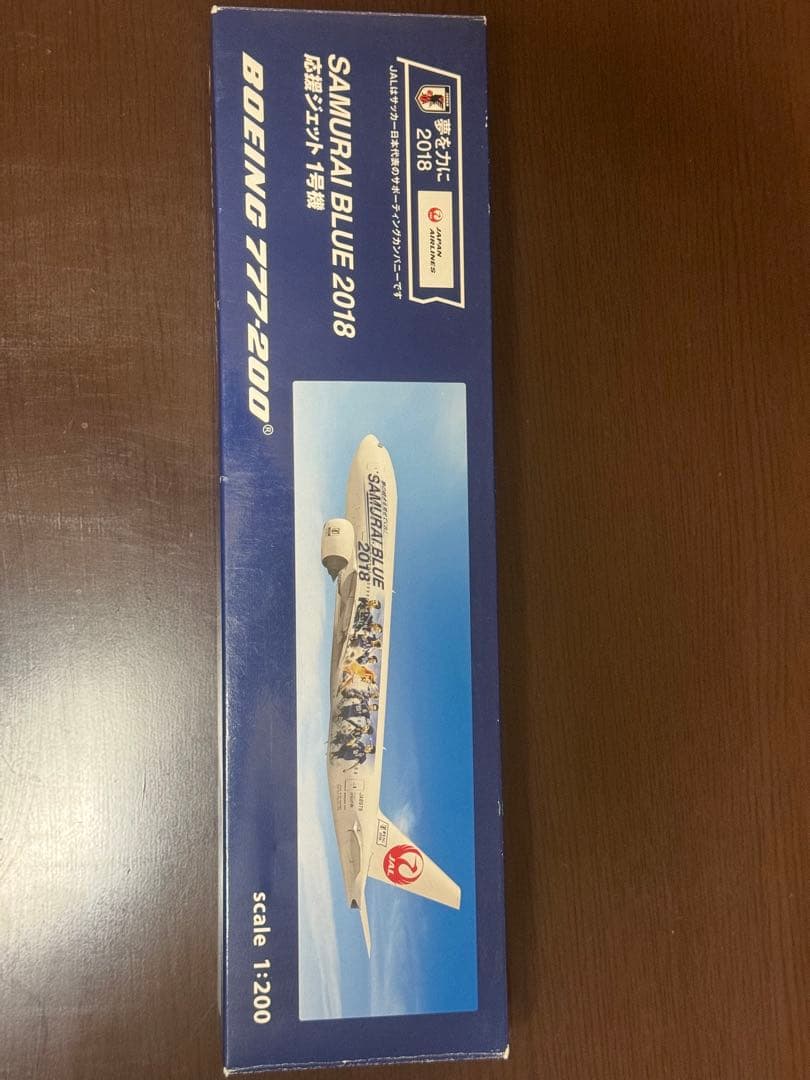 夢を力に
2018
JAPAN
AIRLINES
JALはサッカー日本代表のサポーティングカンパニーです
SAMURAI BLUE 2018
応援ジェット 1号機
BOEING 777-200®
SAMURAI BLUE
2018
JAL
scale 1:200